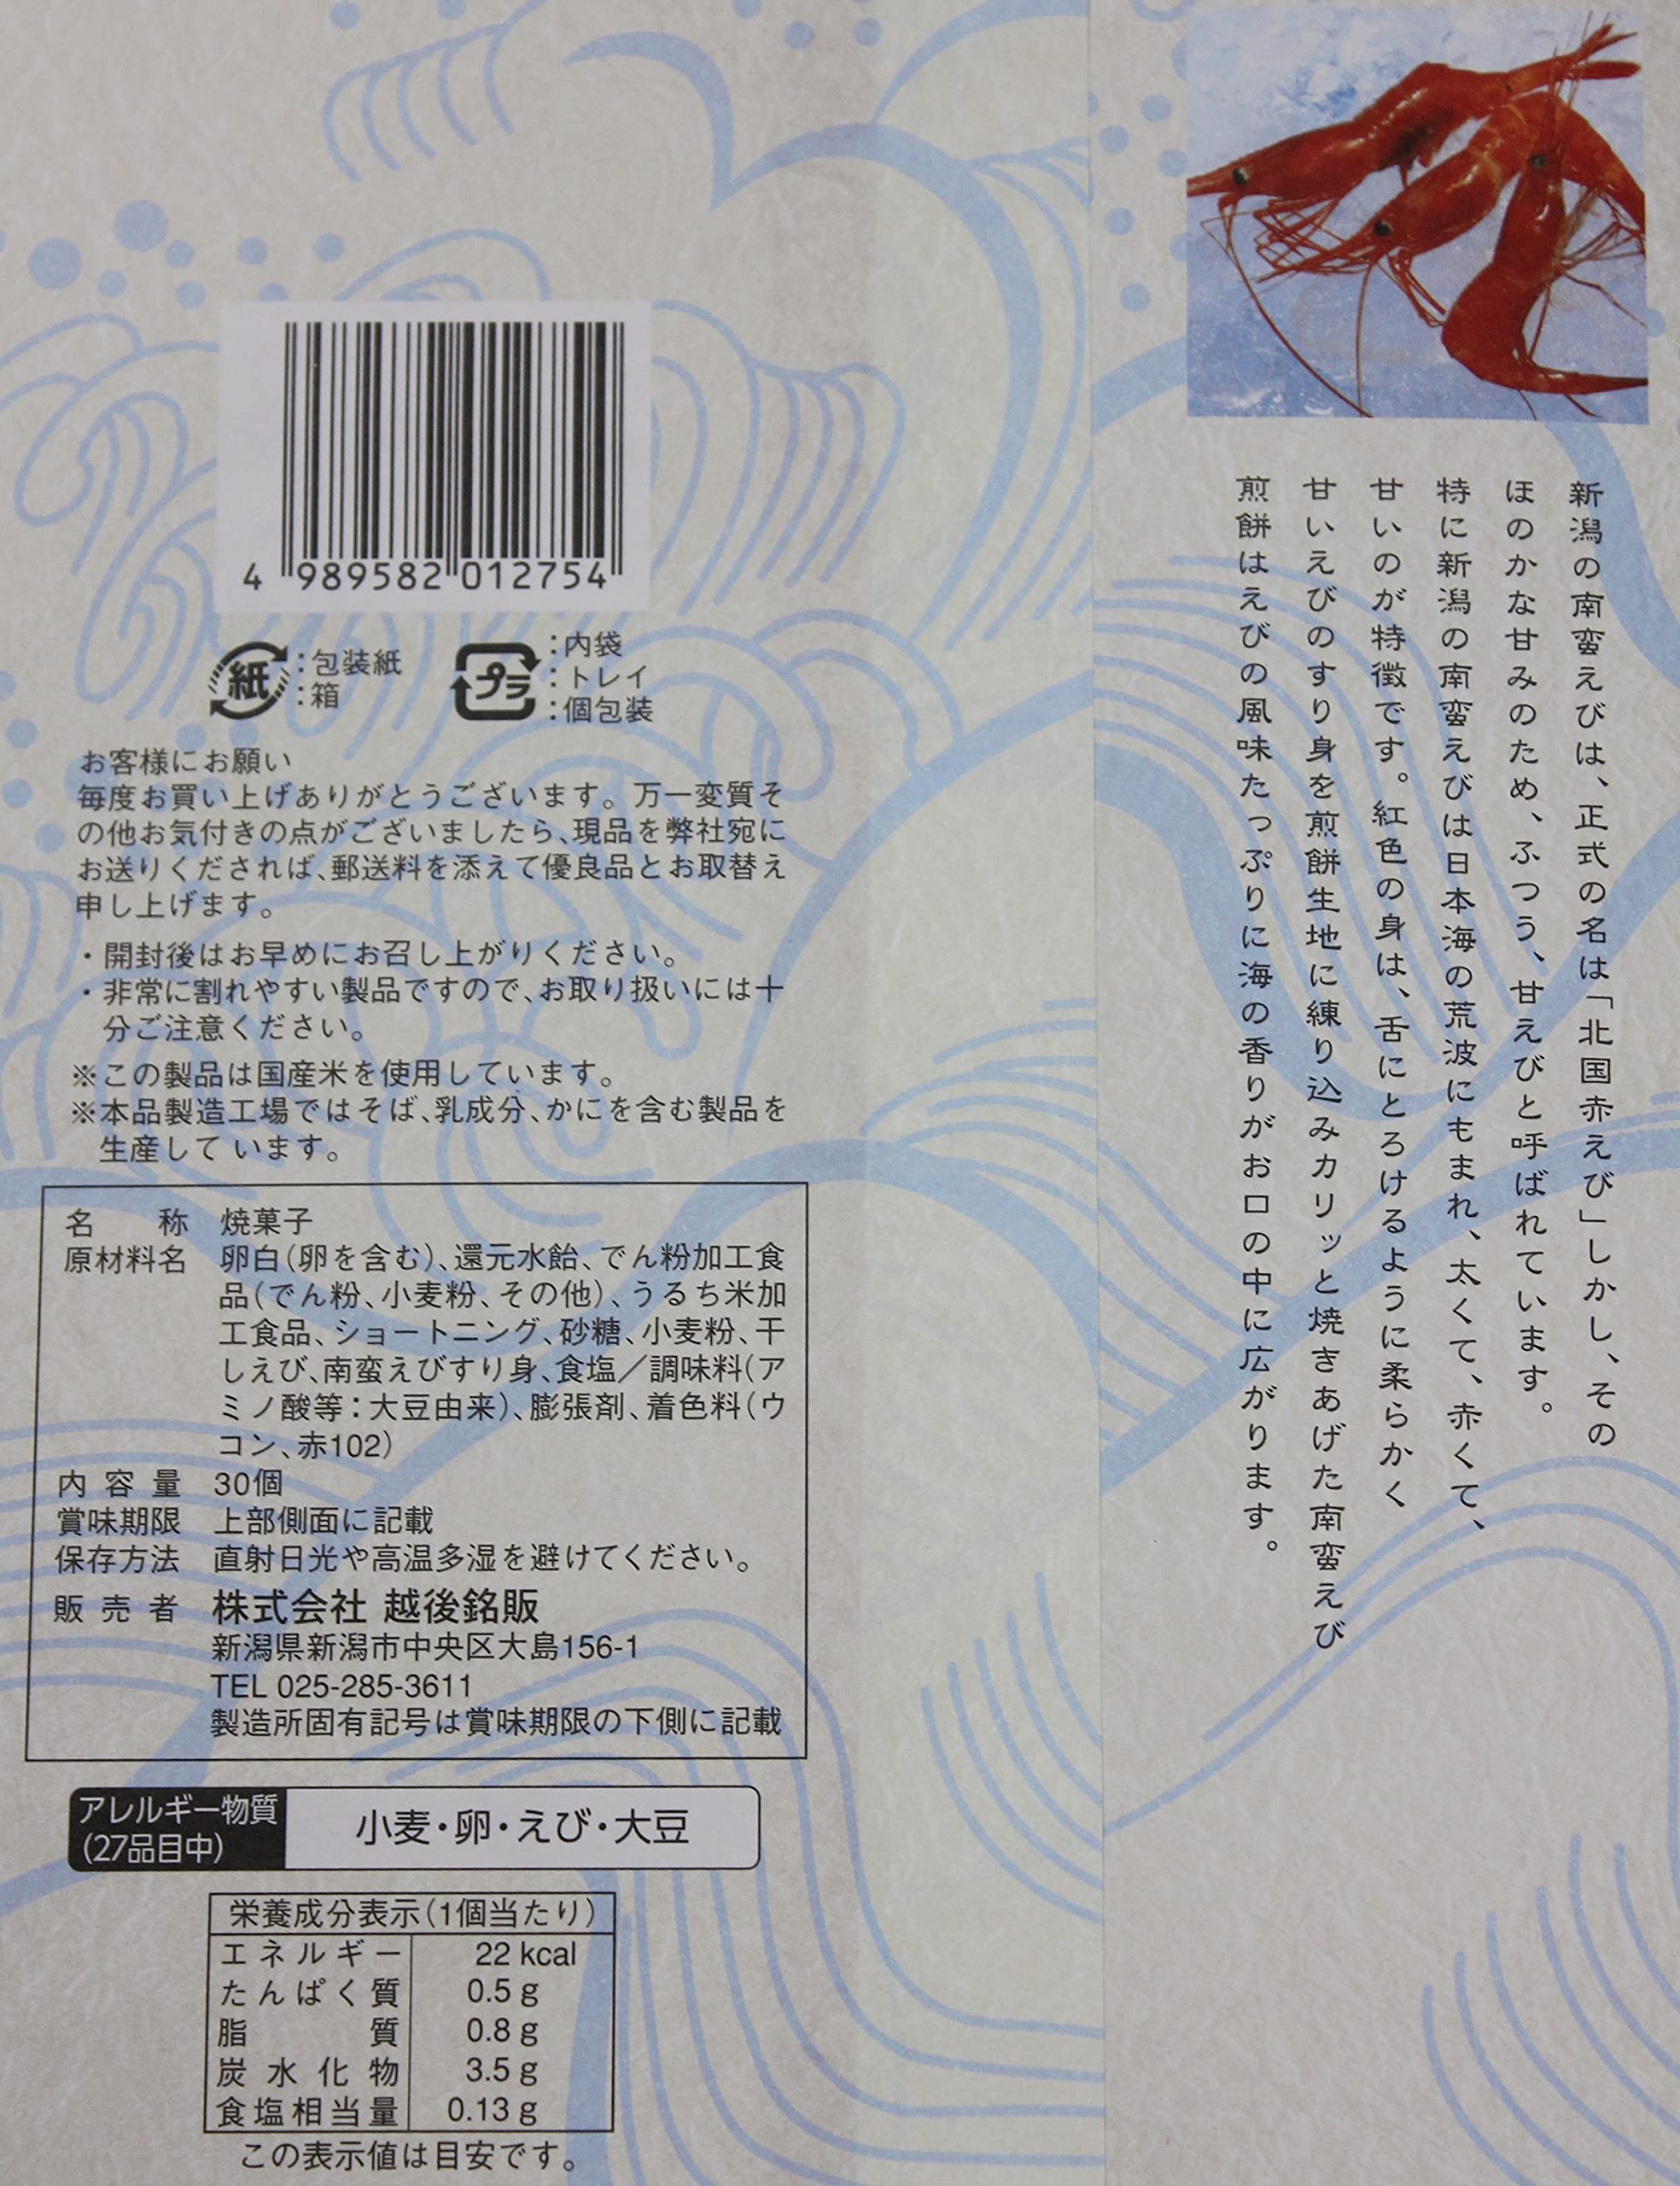 新潟の南蛮えびは、正式の名は「北国赤えび」しかし、その
ほのかな甘みのため、ふつう、甘えびと呼ばれています。
特に新潟の南蛮えびは日本海の荒波にもまれ、太くて、赤くて、
甘いのが特徴です。紅色の身は、舌にとろけるように柔らかく
甘いえびのすり身を煎餅生地に練り込みカリッと焼きあげた南蛮えび
煎餅はえびの風味たっぷりに海の香りがお口の中に広がります。
4 989582 012754
紙 :包装紙
:箱
プラ :内袋
:トレイ
:個包装
お客様にお願い
毎度お買い上げありがとうございます。万一変質そ
の他お気付きの点がございましたら、現品を弊社宛に
お送りくだされば、郵送料を添えて優良品とお取替え
申し上げます。
・開封後はお早めにお召し上がりください。
・非常に割れやすい製品ですので、お取り扱いには十
分ご注意ください。
※この製品は国産米を使用しています。
※本品製造工場ではそば、乳成分、かにを含む製品を
生産して います。
名称 焼菓子
原材料名 卵白(卵を含む)、還元水飴、でん粉加工食
品(でん粉、小麦粉、その他)、うるち米加
工食品、ショートニング、砂糖、小麦粉、干
しえび、南蛮えびすり身、食塩／調味料(ア
ミノ酸等：大豆由来)、膨張剤、着色料(ウ
コン、赤102)
内容量 30個
賞味期限 上部側面に記載
保存方法 直射日光や高温多湿を避けてください。
販売者 株式会社 越後銘販
新潟県新潟市中央区大島156-1
TEL 025-285-3611
製造所固有記号は賞味期限の下側に記載
アレルギー物質
(27品目中)
小麦・卵・えび・大豆
栄養成分表示(1個当たり)
エネルギー 22 kcal
たんぱく質 0.5 g
脂質 0.8 g
炭水化物 3.5 g
食塩相当量 0.13 g
この表示値は目安です。